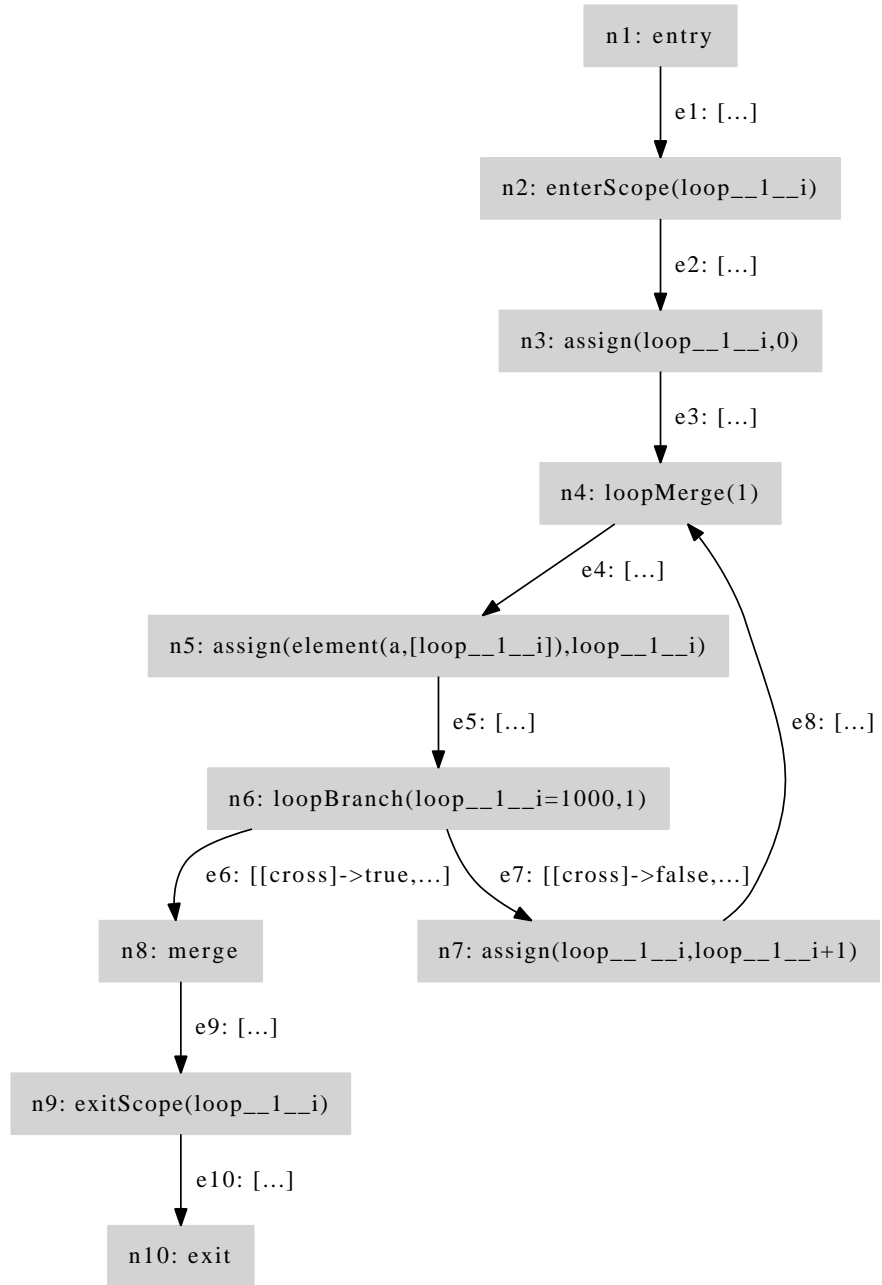 n1: entry
e1: [...]
n2: enterScope(loop__1__i)
e2: [...]
n3: assign(loop__1__i,0)
e3: [...]
n4: loopMerge(1)
e4: [...]
n5: assign(element(a,[loop__1__i]),loop__1__i)
e5: [...]
e8: [...]
n6: loopBranch(loop__1__i=1000,1)
e6: [[cross]->true,...]
e7: [[cross]->false,...]
n8: merge
n7: assign(loop__1__i,loop__1__i+1)
e9: [...]
n9: exitScope(loop__1__i)
e10: [...]
n10: exit